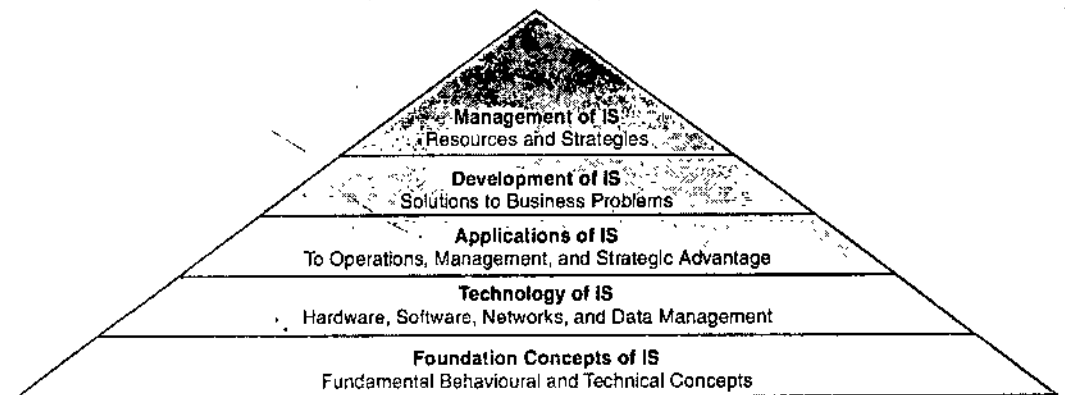 Management of IS
Resources and Strategies
Development of IS
Solutions to Business Problems
Applications of IS
To Operations, Management, and Strategic Advantage
Technology of IS
Hardware, Software, Networks, and Data Management
Foundation Concepts of IS
Fundamental Behavioural and Technical Concepts